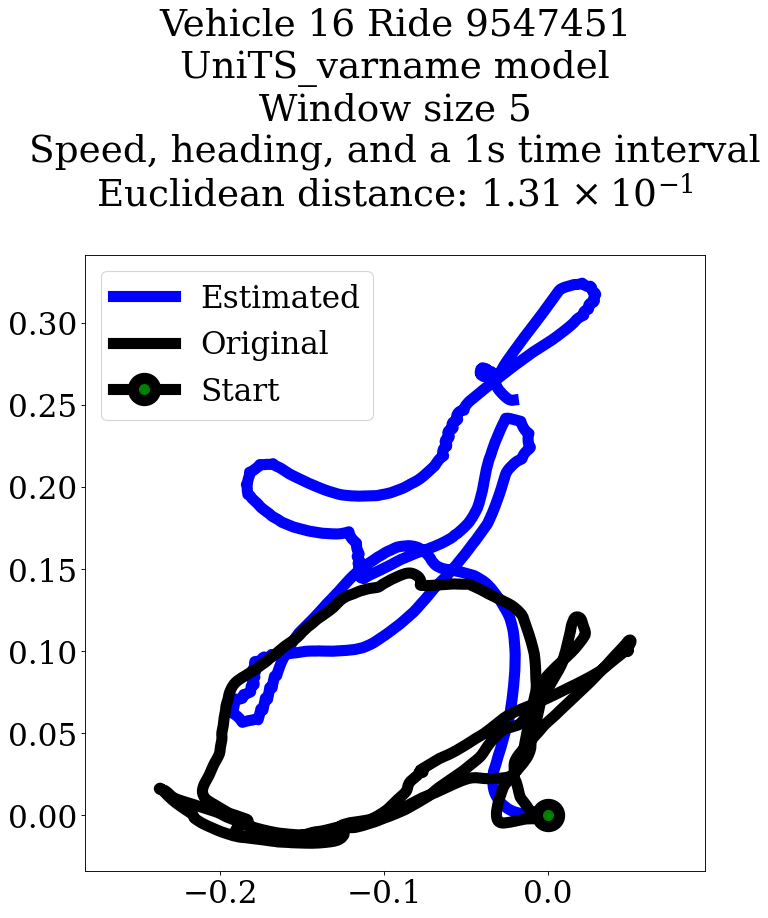 Vehicle 16 Ride 9547451
UniTS_varname model
Window size 5
Speed, heading, and a 1s time interval
Euclidean distance: 1.31 × 10⁻¹
Estimated
Original
Start
0.30
0.25
0.20
0.15
0.10
0.05
0.00
−0.2
−0.1
0.0